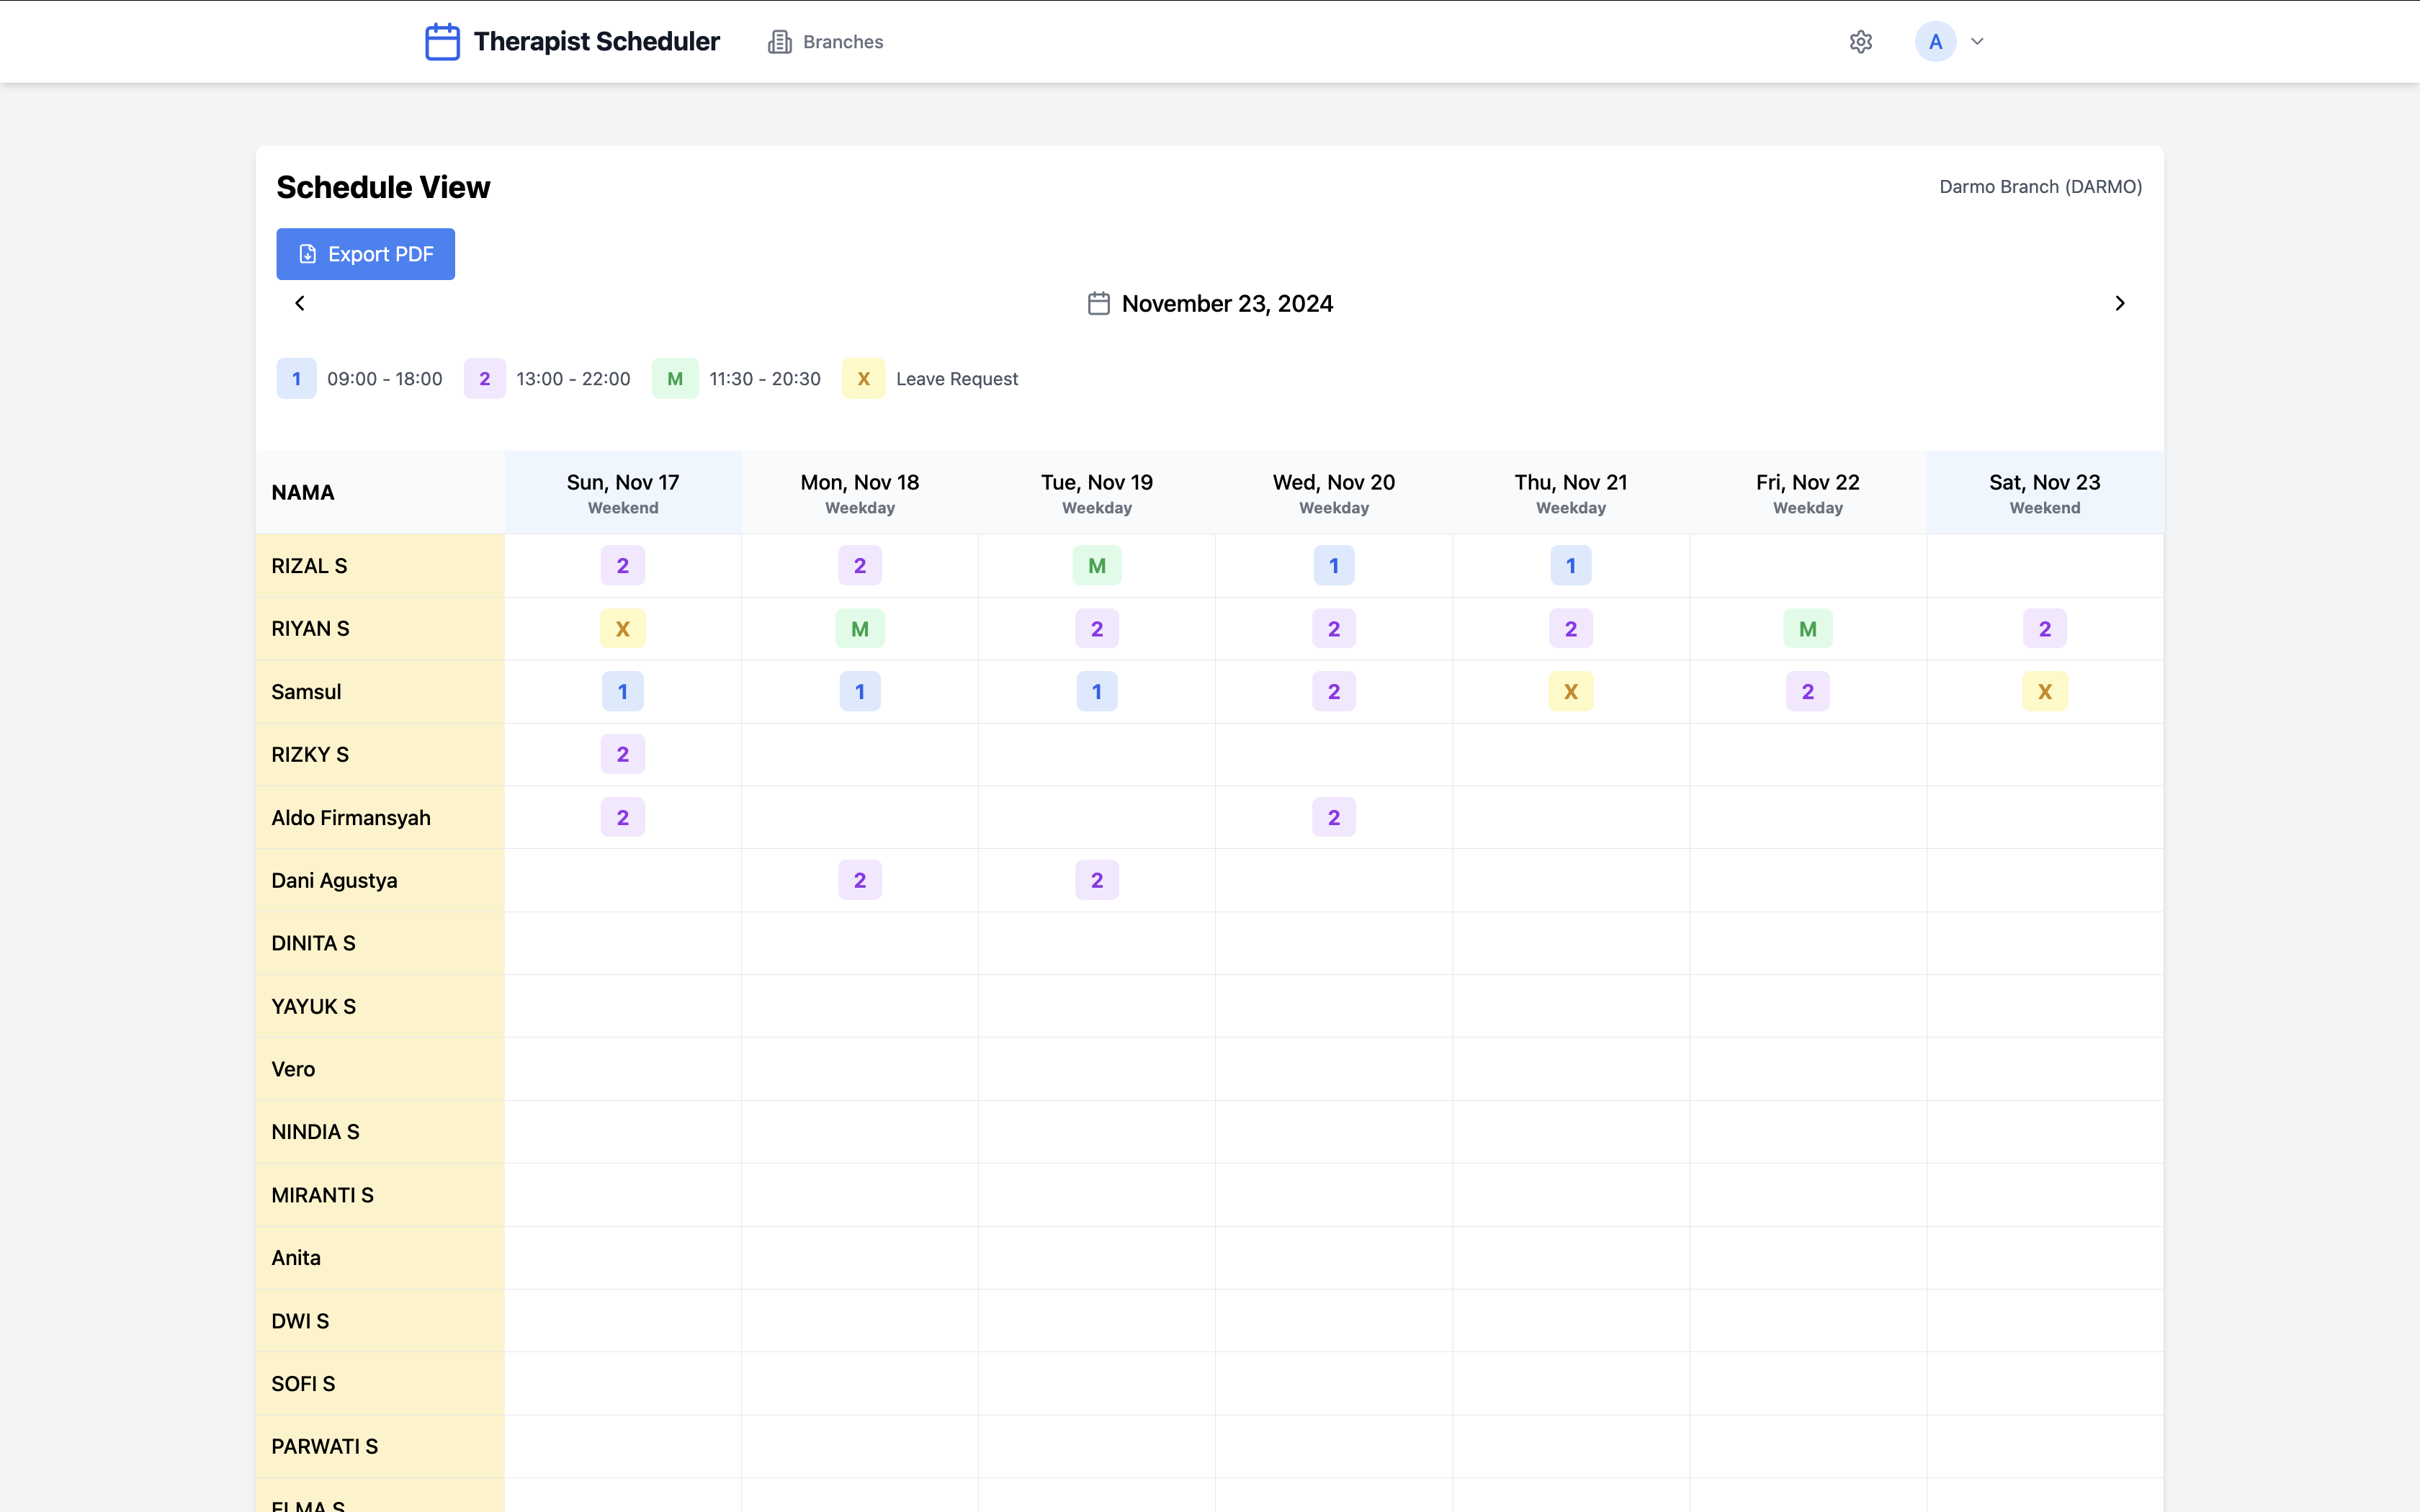 Therapist Scheduler Branches A
Schedule View Darmo Branch (DARMO)
Export PDF
November 23, 2024
1 09:00 - 18:00 2 13:00 - 22:00 M 11:30 - 20:30 X Leave Request
NAMA Sun, Nov 17 Mon, Nov 18 Tue, Nov 19 Wed, Nov 20 Thu, Nov 21 Fri, Nov 22 Sat, Nov 23
Weekend Weekday Weekday Weekday Weekday Weekday Weekend
RIZAL S 2 2 M 1 1
RIYAN S X M 2 2 2 M 2
Samsul 1 1 1 2 X 2 X
RIZKY S 2
Aldo Firmansyah 2 2
Dani Agustya 2 2
DINITA S
YAYUK S
Vero
NINDIA S
MIRANTI S
Anita
DWI S
SOFI S
PARWATI S
ELMA S